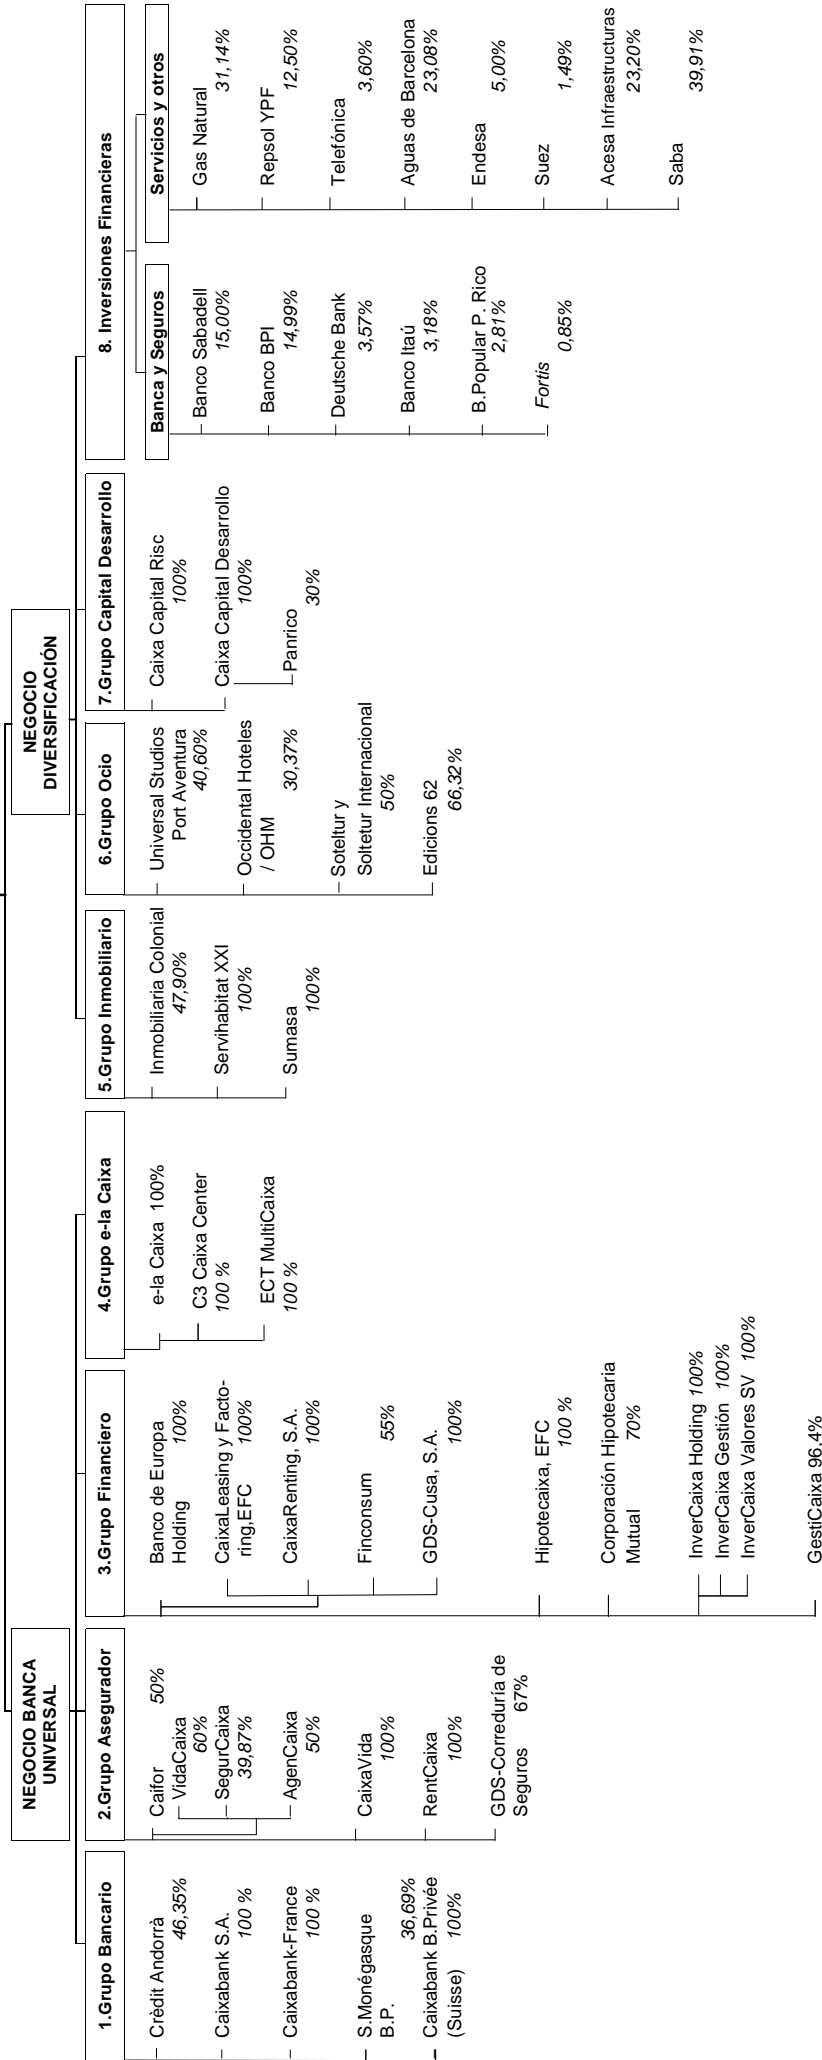 NEGOCIO BANCA
UNIVERSAL
NEGOCIO
DIVERSIFICACIÓN
1.Grupo Bancario
Crèdit Andorrà
46,35%
Caixabank S.A.
100 %
Caixabank-France
100 %
S.Monégasque
B.P.
36,69%
Caixabank B.Privée
(Suisse) 100%
2.Grupo Asegurador
Caifor 50%
VidaCaixa
60%
SegurCaixa
39,87%
AgenCaixa
50%
CaixaVida
100%
RentCaixa
100%
GDS-Correduría de
Seguros 67%
3.Grupo Financiero
Banco de Europa
Holding 100%
CaixaLeasing y Facto-
ring,EFC 100%
CaixaRenting, S.A.
100%
Finconsum
55%
GDS-Cusa, S.A.
100%
Hipotecaixa, EFC
100 %
Corporación Hipotecaria
Mutual 70%
InverCaixa Holding 100%
InverCaixa Gestión 100%
InverCaixa Valores SV 100%
GestiCaixa 96.4%
4.Grupo e-la Caixa
e-la Caixa 100%
C3 Caixa Center
100 %
ECT MultiCaixa
100 %
5.Grupo Inmobiliario
Inmobiliaria Colonial
47,90%
Servihabitat XXI
100%
Sumasa
100%
6.Grupo Ocio
Universal Studios
Port Aventura
40,60%
Occidental Hoteles
/ OHM 30,37%
Soteltur y
Soltetur Internacional
50%
Edicions 62
66,32%
7.Grupo Capital Desarrollo
Caixa Capital Risc
100%
Caixa Capital Desarrollo
100%
Panrico
30%
8. Inversiones Financieras
Banca y Seguros
Banco Sabadell
15,00%
Banco BPI
14,99%
Deutsche Bank
3,57%
Banco Itaú
3,18%
B.Popular P. Rico
2,81%
Fortis
0,85%
Servicios y otros
Gas Natural
31,14%
Repsol YPF
12,50%
Telefónica
3,60%
Aguas de Barcelona
23,08%
Endesa
5,00%
Suez
1,49%
Acesa Infraestructuras
23,20%
Saba
39,91%